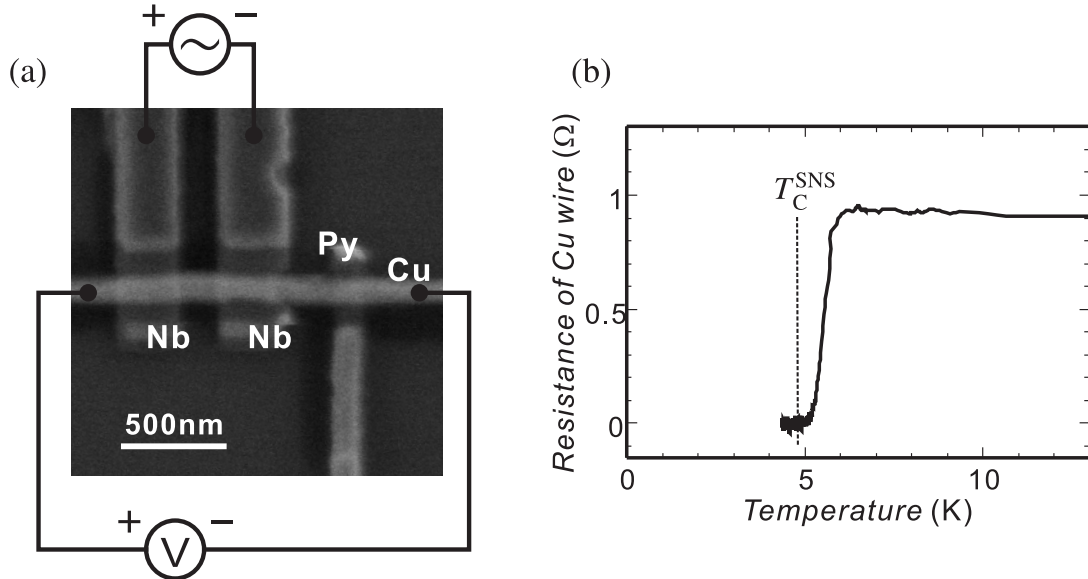 (a)
+
−
Py
Cu
Nb
Nb
500nm
+
−
V
(b)
Resistance of Cu wire (Ω)
1
0.5
0
T_C^SNS
0
5
10
Temperature (K)